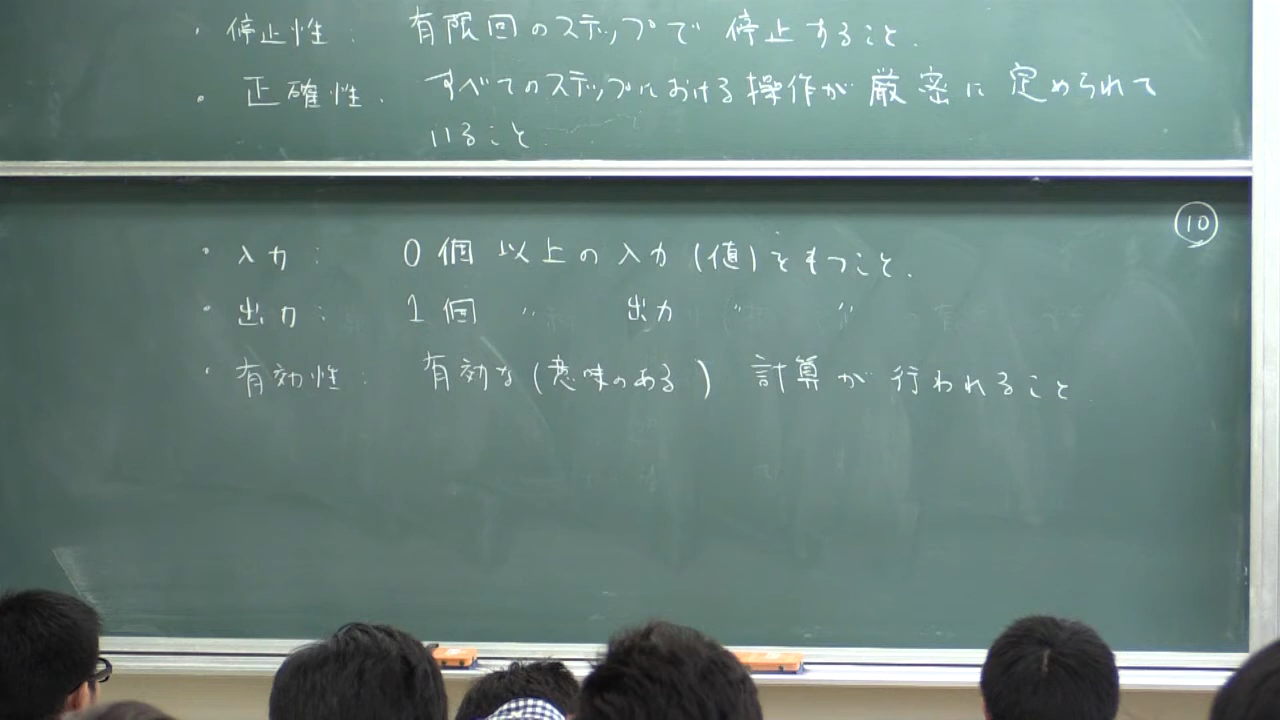 ・停止性： 有限回のステップで停止すること．
・正確性． すべてのステップにおける操作が厳密に定められて
いること．
⑩
・入力： 0個以上の入力(値)をもつこと．
・出力： 1個 〃 出力 〃 〃
・有効性： 有効な(意味のある) 計算が行われること．